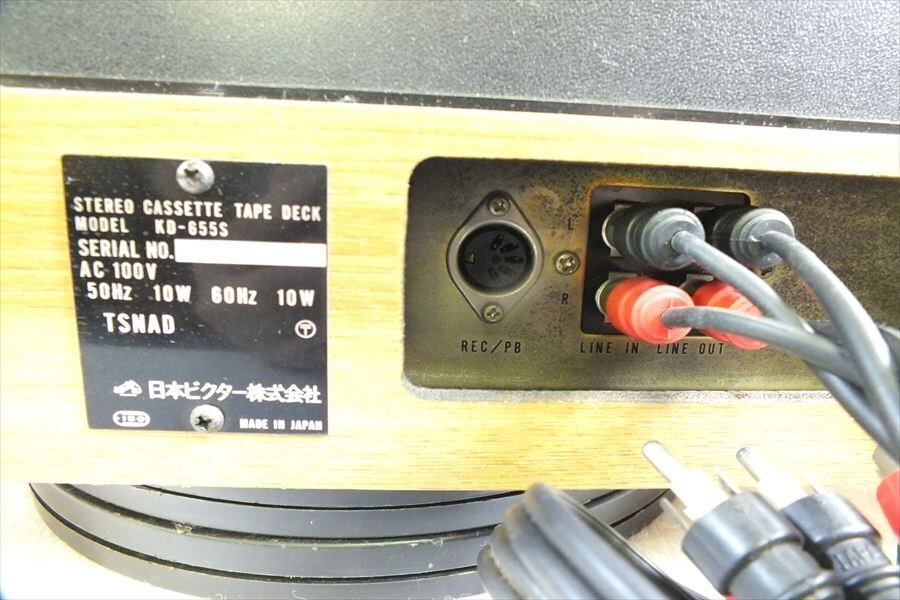 STEREO CASSETTE TAPE DECK
MODEL KD-655S
SERIAL NO.
AC 100V
50Hz 10W 60Hz 10W
TSNAD
日本ビクター株式会社
MADE IN JAPAN
L
R
REC/PB
LINE IN LINE OUT